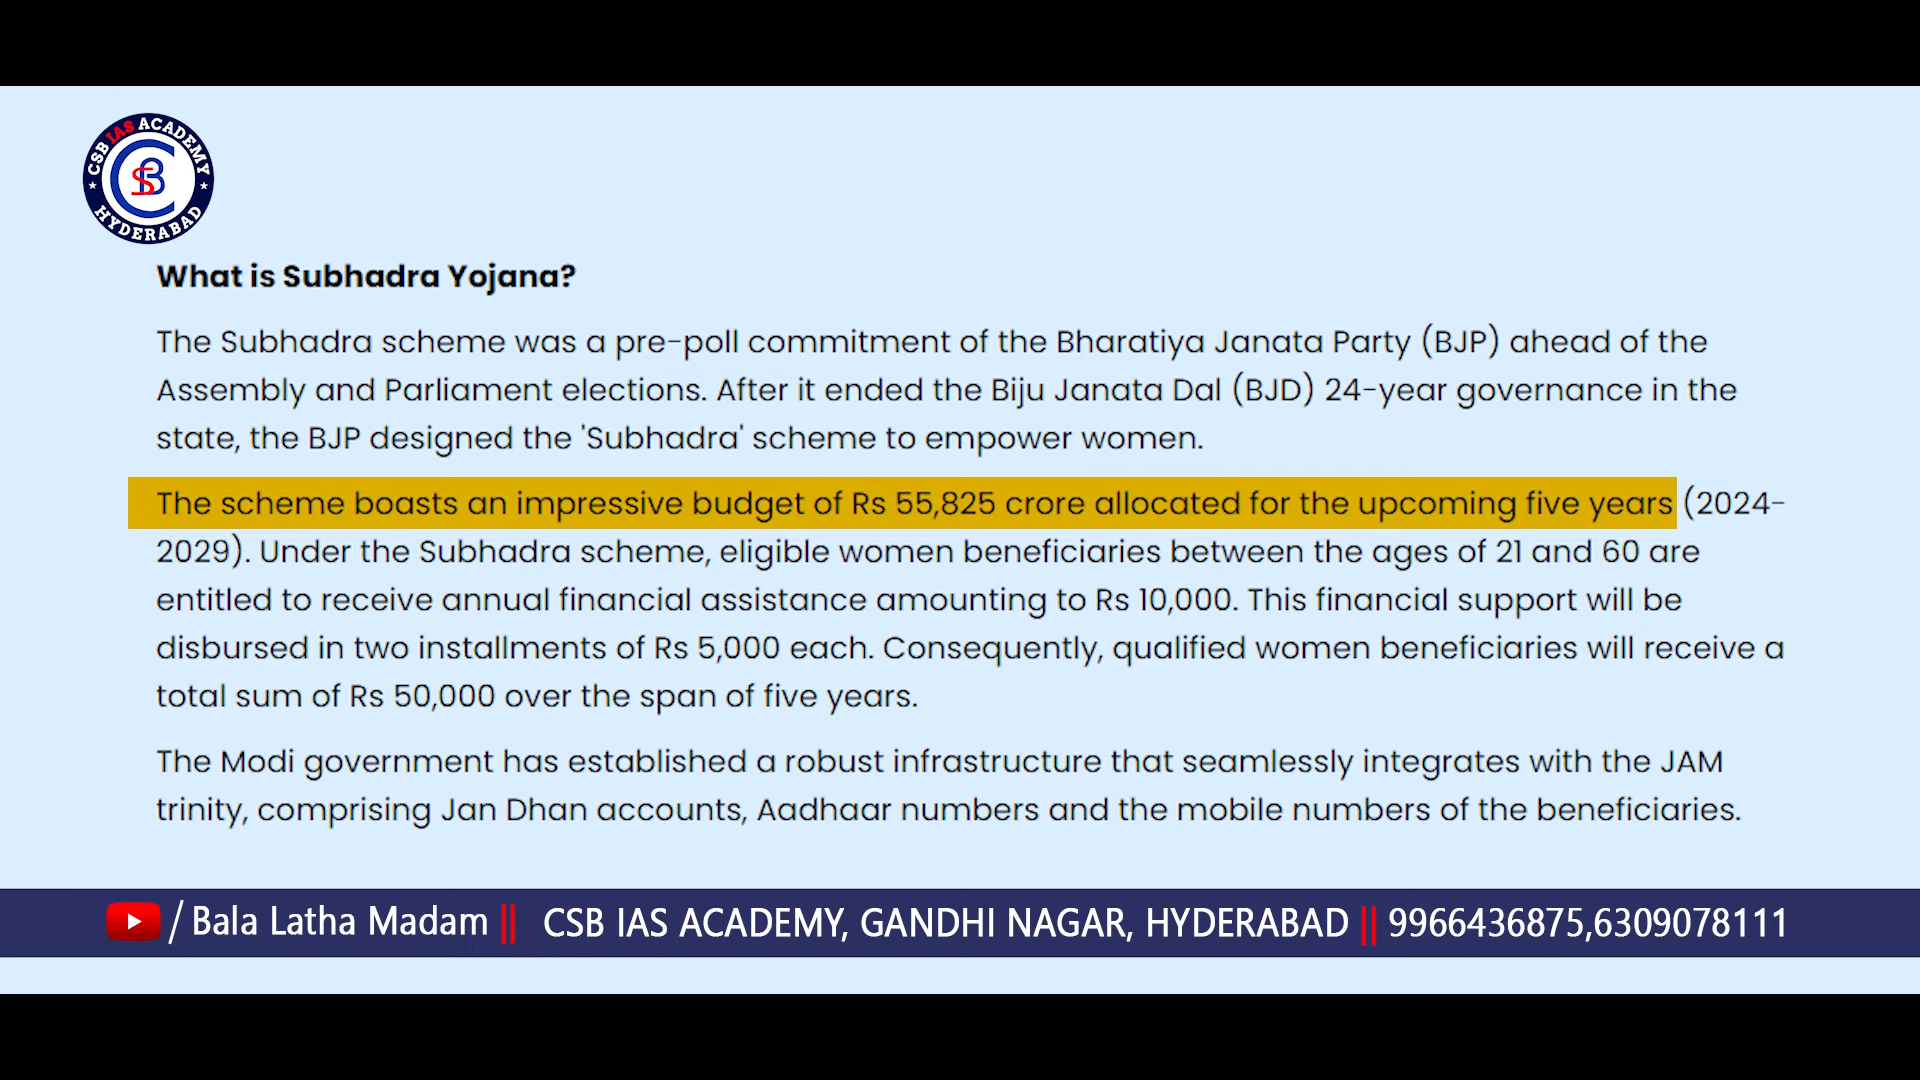 CSB IAS ACADEMY
CSB
HYDERABAD
What is Subhadra Yojana?
The Subhadra scheme was a pre-poll commitment of the Bharatiya Janata Party (BJP) ahead of the
Assembly and Parliament elections. After it ended the Biju Janata Dal (BJD) 24-year governance in the
state, the BJP designed the 'Subhadra' scheme to empower women.
The scheme boasts an impressive budget of Rs 55,825 crore allocated for the upcoming five years (2024-
2029). Under the Subhadra scheme, eligible women beneficiaries between the ages of 21 and 60 are
entitled to receive annual financial assistance amounting to Rs 10,000. This financial support will be
disbursed in two installments of Rs 5,000 each. Consequently, qualified women beneficiaries will receive a
total sum of Rs 50,000 over the span of five years.
The Modi government has established a robust infrastructure that seamlessly integrates with the JAM
trinity, comprising Jan Dhan accounts, Aadhaar numbers and the mobile numbers of the beneficiaries.
/ Bala Latha Madam || CSB IAS ACADEMY, GANDHI NAGAR, HYDERABAD || 9966436875,6309078111